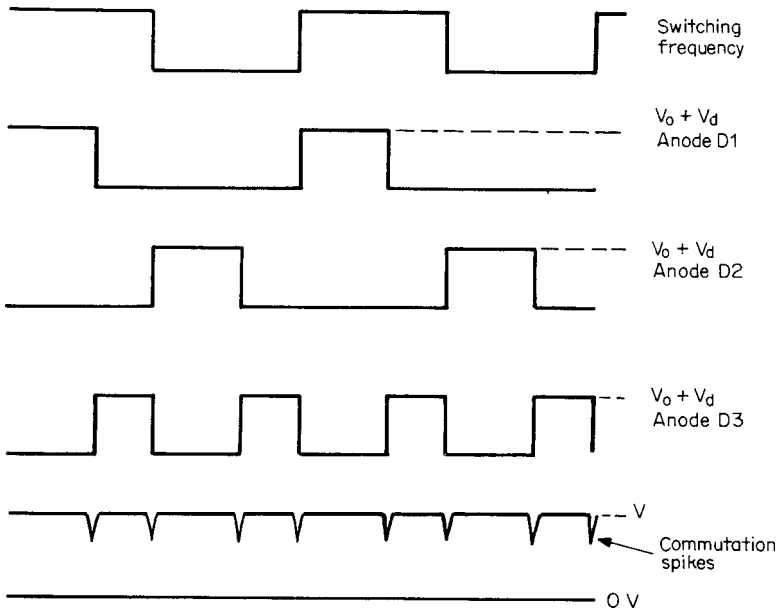 Switching
frequency
Vo + Vd
Anode D1
Vo + Vd
Anode D2
Vo + Vd
Anode D3
V
Commutation
spikes
0 V